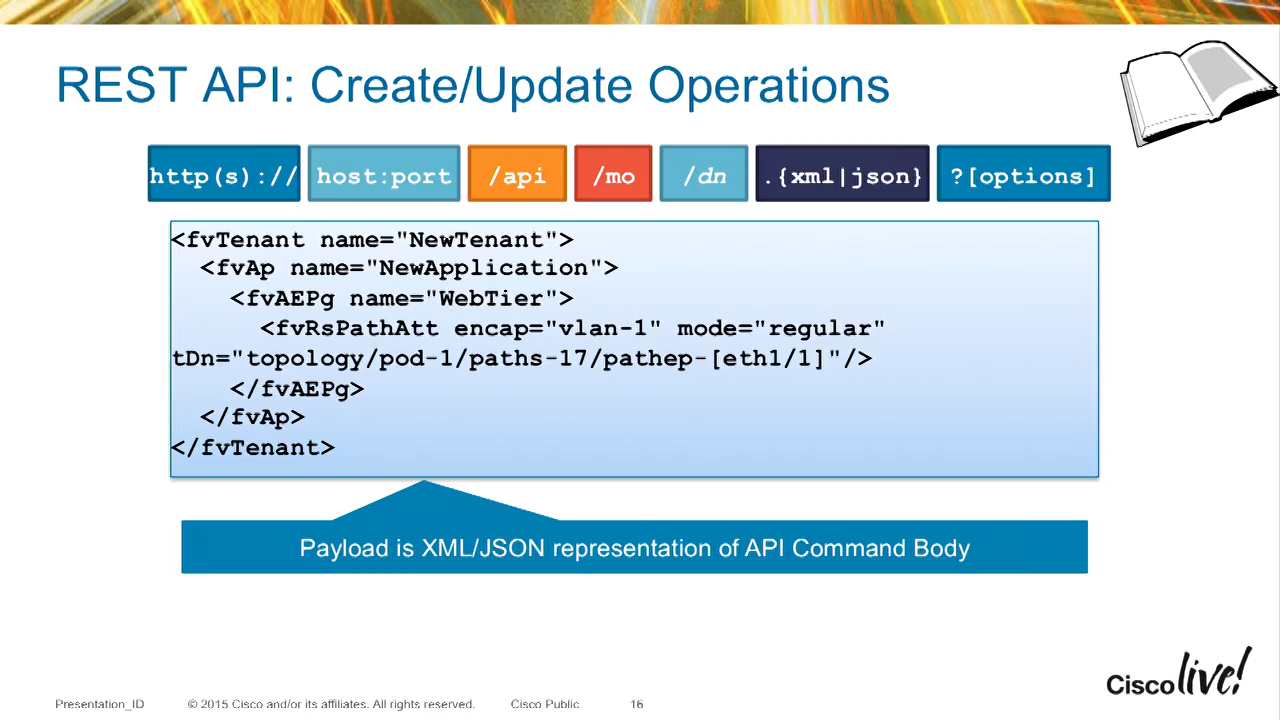 REST API: Create/Update Operations
http(s):// host:port /api /mo /dn .{xml|json} ?[options]
<fvTenant name="NewTenant">
<fvAp name="NewApplication">
<fvAEPg name="WebTier">
<fvRsPathAtt encap="vlan-1" mode="regular"
tDn="topology/pod-1/paths-17/pathep-[eth1/1]"/>
</fvAEPg>
</fvAp>
</fvTenant>
Payload is XML/JSON representation of API Command Body
Cisco live!
Presentation_ID © 2015 Cisco and/or its affiliates. All rights reserved. Cisco Public 16